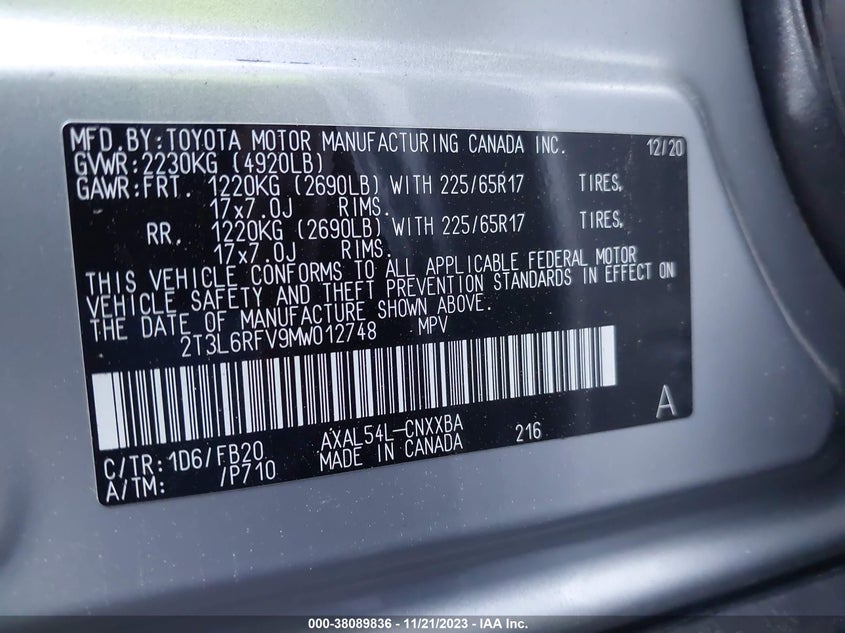 MFD.BY:TOYOTA MOTOR MANUFACTURING CANADA INC. 12/20
GVWR:2230KG (4920LB)
GAWR:FRT. 1220KG (2690LB) WITH 225/65R17 TIRES,
17x7.0J RIMS.
RR, 1220KG (2690LB) WITH 225/65R17 TIRES,
17x7.0J RIMS.
THIS VEHICLE CONFORMS TO ALL APPLICABLE FEDERAL MOTOR
VEHICLE SAFETY AND THEFT PREVENTION STANDARDS IN EFFECT ON
THE DATE OF MANUFACTURE SHOWN ABOVE.
2T3L6RFV9MW012748 MPV
A
C/TR:1D6/FB20 AXAL54L-CNXXBA 216
A/TM: /P710 MADE IN CANADA
000-38089836 - 11/21/2023 - IAA Inc.